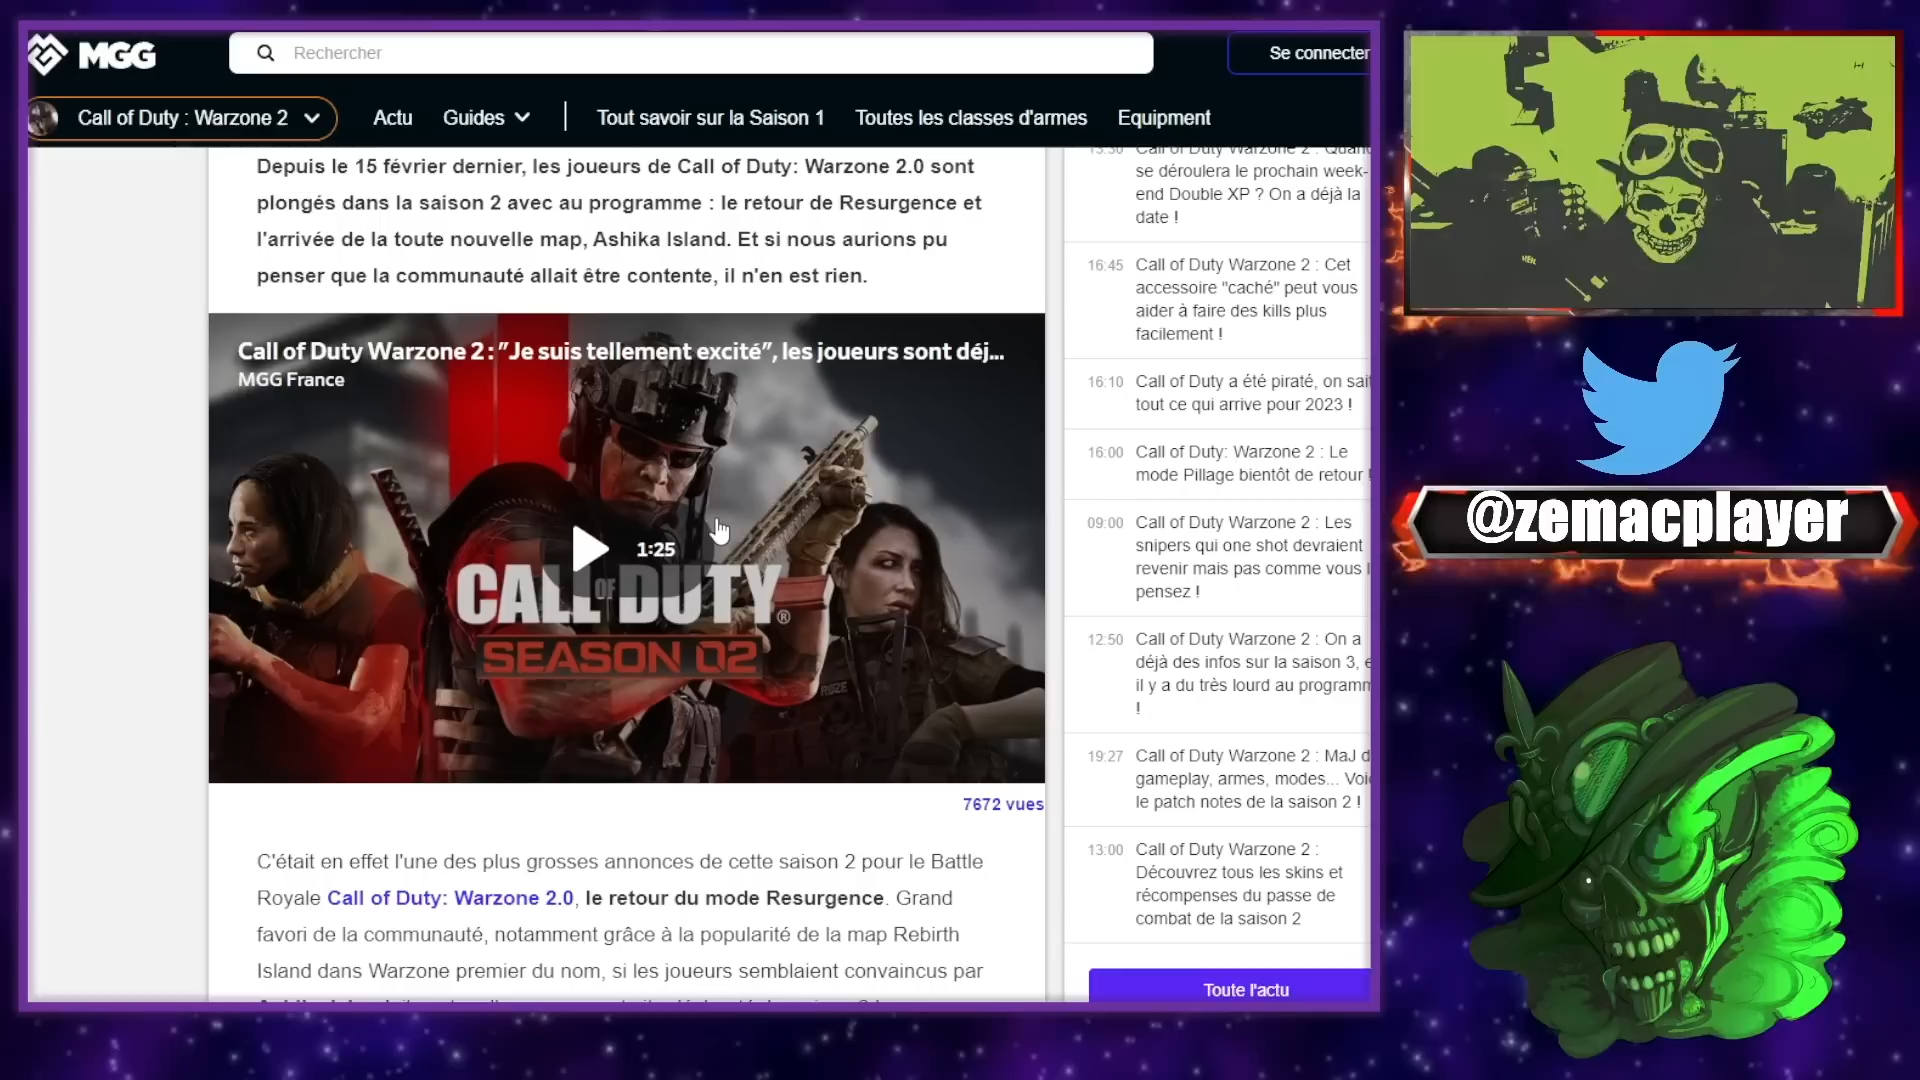 MGG
Rechercher
Se connecter
Call of Duty : Warzone 2
Actu
Guides
Tout savoir sur la Saison 1
Toutes les classes d'armes
Equipment
Depuis le 15 février dernier, les joueurs de Call of Duty: Warzone 2.0 sont
plongés dans la saison 2 avec au programme : le retour de Resurgence et
l'arrivée de la toute nouvelle map, Ashika Island. Et si nous aurions pu
penser que la communauté allait être contente, il n'en est rien.
Call of Duty Warzone 2 : "Je suis tellement excité", les joueurs sont déj...
MGG France
1:25
CALL OF DUTY®
SEASON 02
ROZE
7672 vues
C'était en effet l'une des plus grosses annonces de cette saison 2 pour le Battle
Royale Call of Duty: Warzone 2.0, le retour du mode Resurgence. Grand
favori de la communauté, notamment grâce à la popularité de la map Rebirth
Island dans Warzone premier du nom, si les joueurs semblaient convaincus par
13:30 Call of Duty Warzone 2 : Quand
se déroulera le prochain week-
end Double XP ? On a déjà la
date !
16:45 Call of Duty Warzone 2 : Cet
accessoire "caché" peut vous
aider à faire des kills plus
facilement !
16:10 Call of Duty a été piraté, on sait
tout ce qui arrive pour 2023 !
16:00 Call of Duty: Warzone 2 : Le
mode Pillage bientôt de retour !
09:00 Call of Duty Warzone 2 : Les
snipers qui one shot devraient
revenir mais pas comme vous l
pensez !
12:50 Call of Duty Warzone 2 : On a
déjà des infos sur la saison 3, e
il y a du très lourd au programm
!
19:27 Call of Duty Warzone 2 : MaJ d
gameplay, armes, modes... Voi
le patch notes de la saison 2 !
13:00 Call of Duty Warzone 2 :
Découvrez tous les skins et
récompenses du passe de
combat de la saison 2
Toute l'actu
@zemacplayer